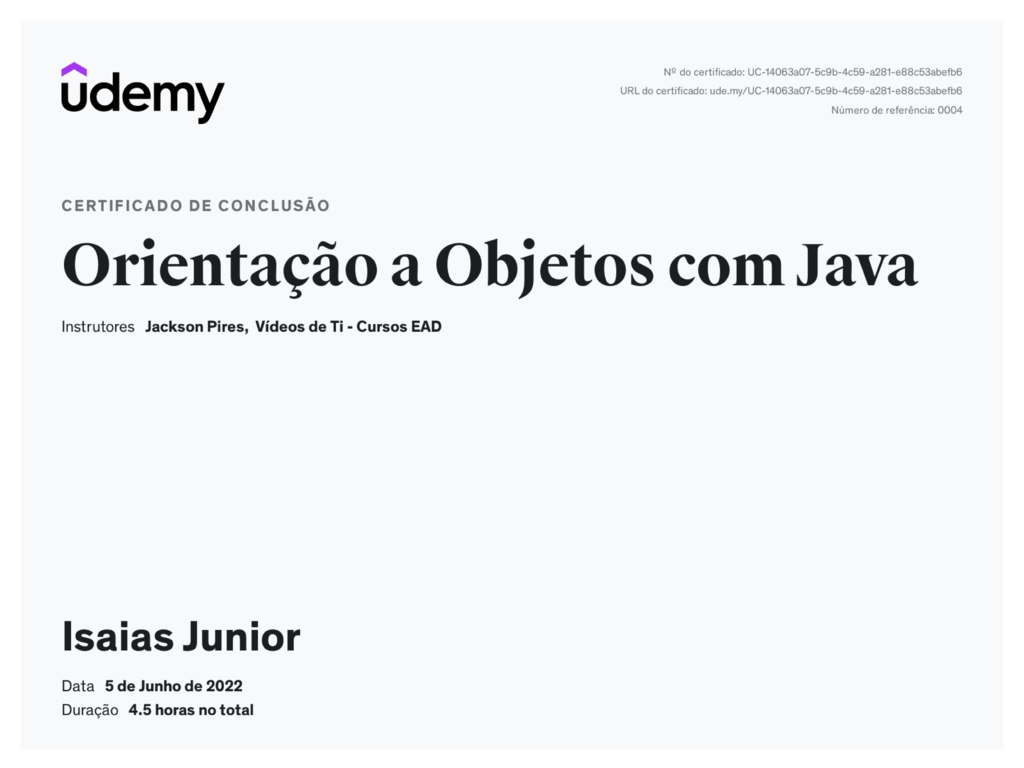 udemy
Nº do certificado: UC-14063a07-5c9b-4c59-a281-e88c53abefb6
URL do certificado: ude.my/UC-14063a07-5c9b-4c59-a281-e88c53abefb6
Número de referência: 0004
CERTIFICADO DE CONCLUSÃO
Orientação a Objetos com Java
Instrutores Jackson Pires, Vídeos de Ti - Cursos EAD
Isaias Junior
Data 5 de Junho de 2022
Duração 4.5 horas no total